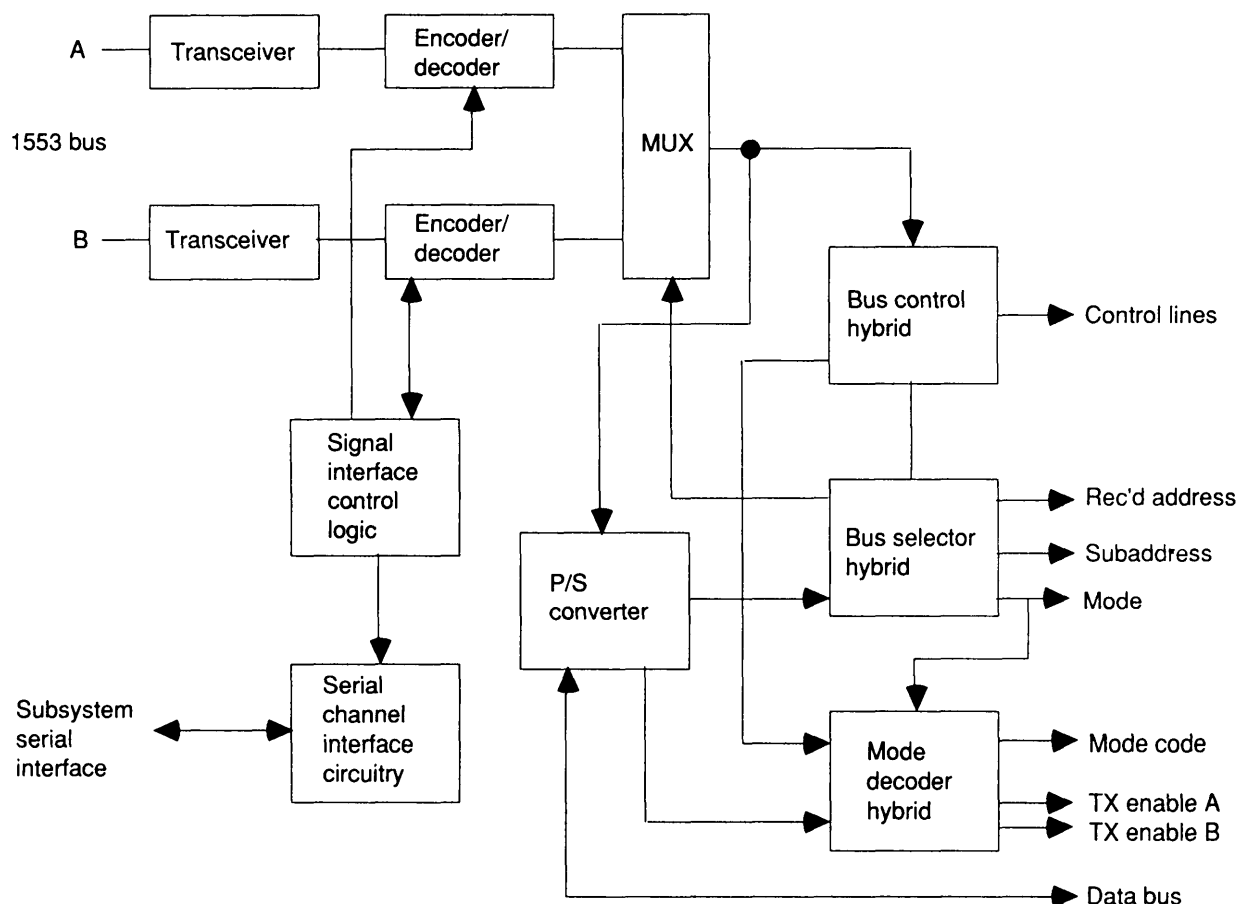 A
Transceiver
Encoder/
decoder
1553 bus
MUX
B
Transceiver
Encoder/
decoder
Bus control
hybrid
Control lines
Signal
interface
control
logic
Bus selector
hybrid
Rec'd address
Subaddress
Mode
P/S
converter
Subsystem
serial
interface
Serial
channel
interface
circuitry
Mode
decoder
hybrid
Mode code
TX enable A
TX enable B
Data bus